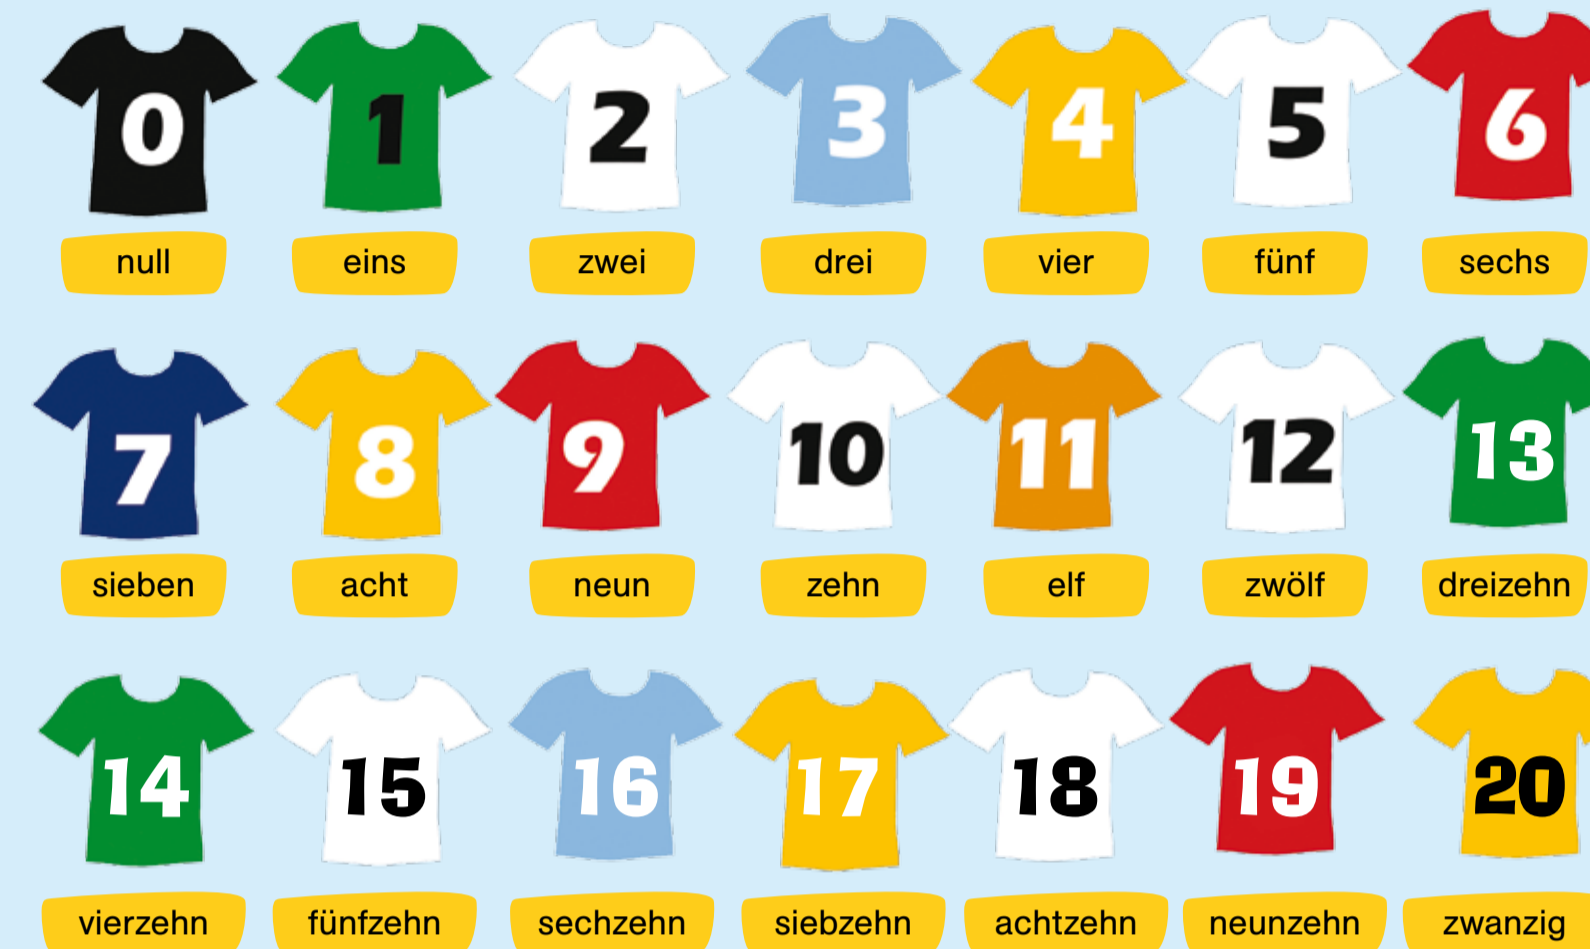 0 1 2 3 4 5 6
null eins zwei drei vier fünf sechs
7 8 9 10 11 12 13
sieben acht neun zehn elf zwölf dreizehn
14 15 16 17 18 19 20
vierzehn fünfzehn sechzehn siebzehn achtzehn neunzehn zwanzig